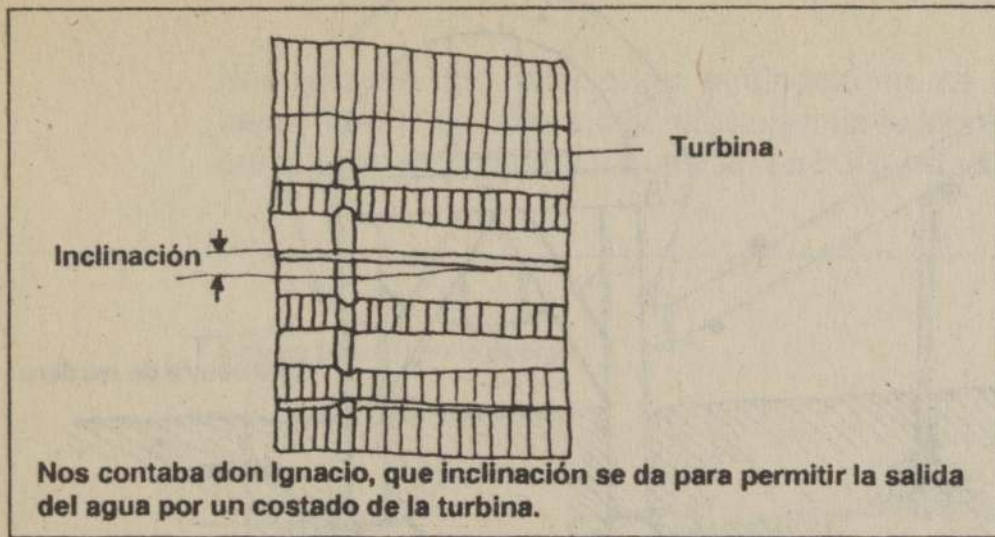 Turbina
Inclinación
Nos contaba don Ignacio, que inclinación se da para permitir la salida
del agua por un costado de la turbina.